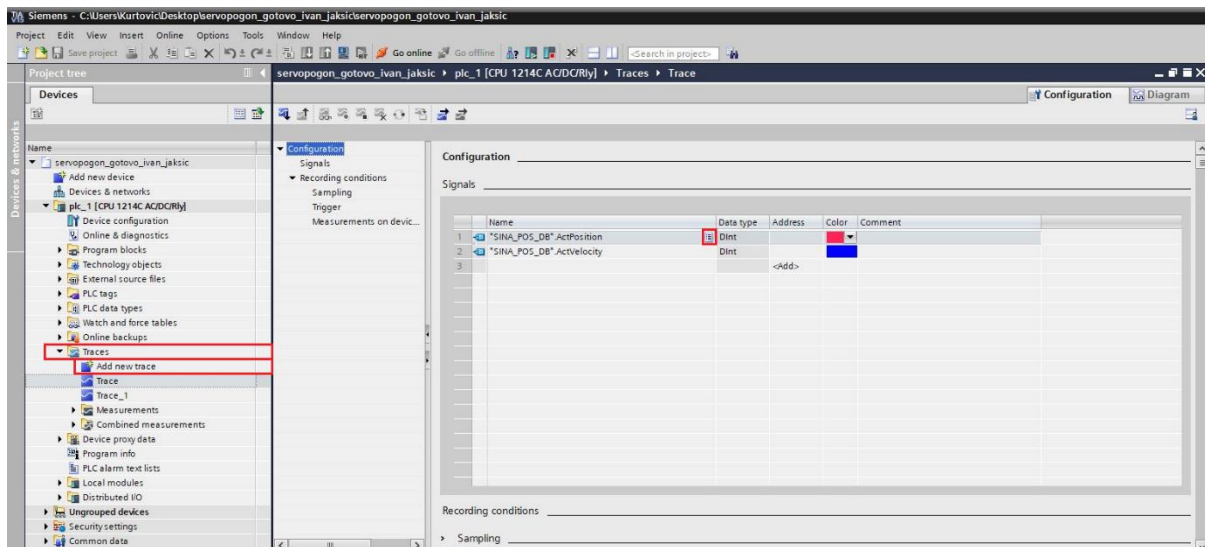 Siemens - C:\Users\Kurtovic\Desktop\servopogon_gotovo_ivan_jaksic\servopogon_gotovo_ivan_jaksic
Project Edit View Insert Online Options Tools Window Help
Save project Go online Go offline <Search in project>
Project tree
servopogon_gotovo_ivan_jaksic ▸ plc_1 [CPU 1214C AC/DC/Rly] ▸ Traces ▸ Trace
Devices
Configuration Diagram
Devices & networks
Name
servopogon_gotovo_ivan_jaksic
Add new device
Devices & networks
plc_1 [CPU 1214C AC/DC/Rly]
Device configuration
Online & diagnostics
Program blocks
Technology objects
External source files
PLC tags
PLC data types
Watch and force tables
Online backups
Traces
Add new trace
Trace
Trace_1
Measurements
Combined measurements
Device proxy data
Program info
PLC alarm text lists
Local modules
Distributed I/O
Ungrouped devices
Security settings
Common data
Configuration
Signals
Recording conditions
Sampling
Trigger
Measurements on devic...
Configuration
Signals
Name Data type Address Color Comment
1 "SINA_POS_DB".ActPosition DInt
2 "SINA_POS_DB".ActVelocity DInt
3 <Add>
Recording conditions
Sampling